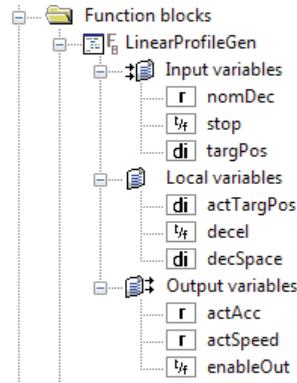 Function blocks
FB LinearProfileGen
Input variables
r nomDec
t/f stop
di targPos
Local variables
di actTargPos
t/f decel
di decSpace
Output variables
r actAcc
r actSpeed
t/f enableOut